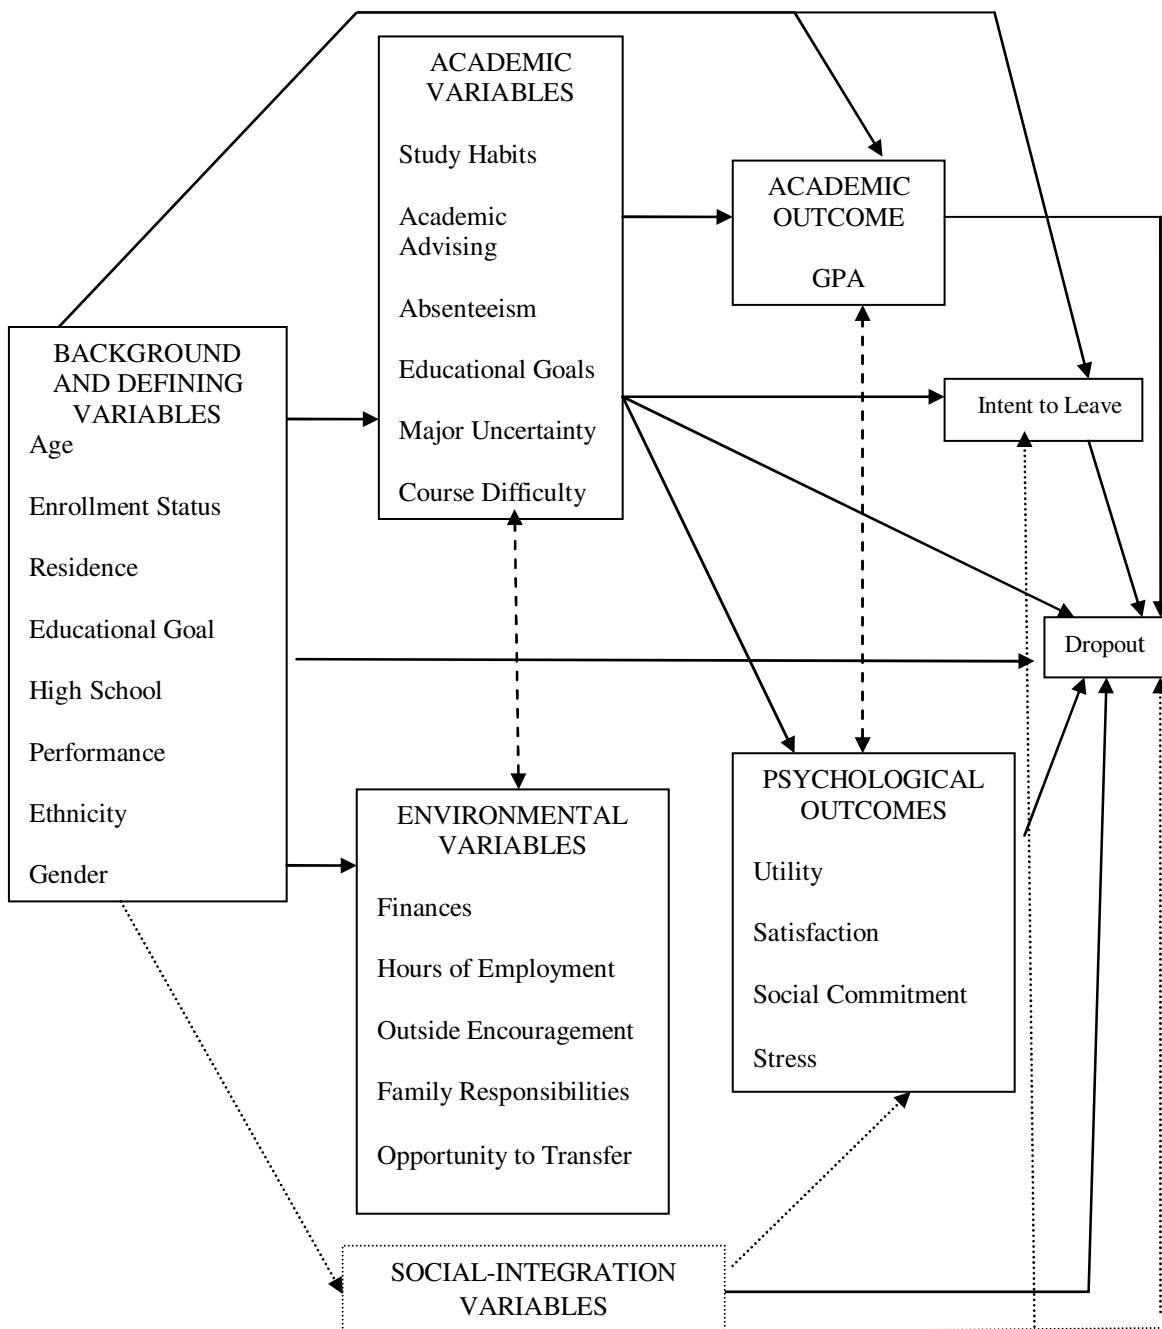 ACADEMIC
VARIABLES
Study Habits
Academic
Advising
Absenteeism
Educational Goals
Major Uncertainty
Course Difficulty
ACADEMIC
OUTCOME
GPA
BACKGROUND
AND DEFINING
VARIABLES
Age
Enrollment Status
Residence
Educational Goal
High School
Performance
Ethnicity
Gender
Intent to Leave
Dropout
ENVIRONMENTAL
VARIABLES
Finances
Hours of Employment
Outside Encouragement
Family Responsibilities
Opportunity to Transfer
PSYCHOLOGICAL
OUTCOMES
Utility
Satisfaction
Social Commitment
Stress
SOCIAL-INTEGRATION
VARIABLES